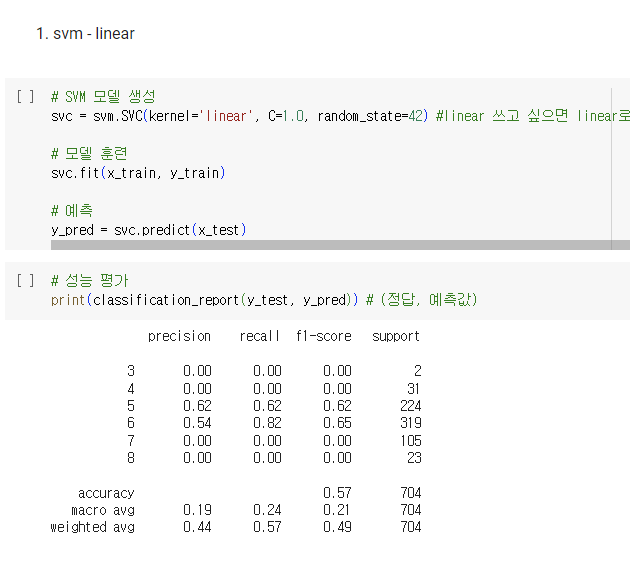 1. svm - linear
[ ] # SVM 모델 생성
svc = svm.SVC(kernel='linear', C=1.0, random_state=42) #linear 쓰고 싶으면 linear로
# 모델 훈련
svc.fit(x_train, y_train)
# 예측
y_pred = svc.predict(x_test)
[ ] # 성능 평가
print(classification_report(y_test, y_pred)) # (정답, 예측값)
precision recall f1-score support
3 0.00 0.00 0.00 2
4 0.00 0.00 0.00 31
5 0.62 0.62 0.62 224
6 0.54 0.82 0.65 319
7 0.00 0.00 0.00 105
8 0.00 0.00 0.00 23
accuracy 0.57 704
macro avg 0.19 0.24 0.21 704
weighted avg 0.44 0.57 0.49 704